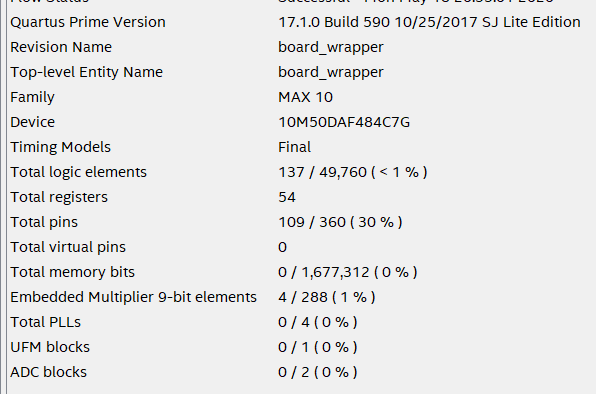 Quartus Prime Version 17.1.0 Build 590 10/25/2017 SJ Lite Edition
Revision Name board_wrapper
Top-level Entity Name board_wrapper
Family MAX 10
Device 10M50DAF484C7G
Timing Models Final
Total logic elements 137 / 49,760 ( < 1 % )
Total registers 54
Total pins 109 / 360 ( 30 % )
Total virtual pins 0
Total memory bits 0 / 1,677,312 ( 0 % )
Embedded Multiplier 9-bit elements 4 / 288 ( 1 % )
Total PLLs 0 / 4 ( 0 % )
UFM blocks 0 / 1 ( 0 % )
ADC blocks 0 / 2 ( 0 % )